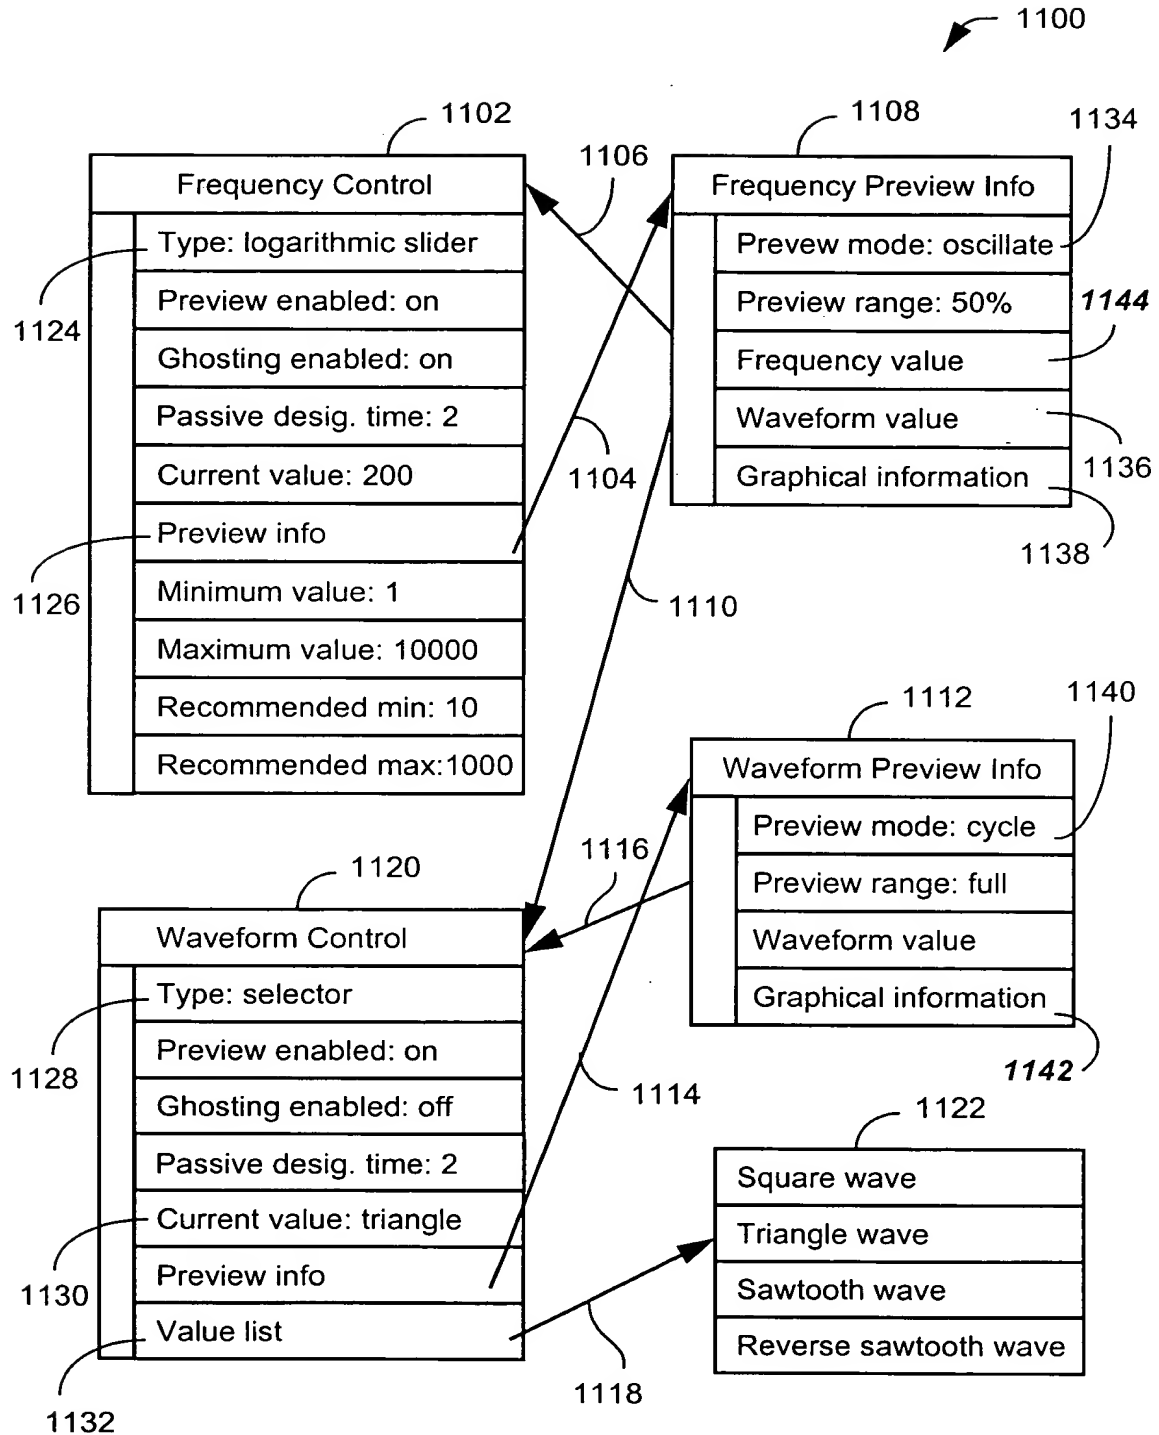 1100
1102
Frequency Control
Type: logarithmic slider
Preview enabled: on
Ghosting enabled: on
Passive desig. time: 2
Current value: 200
Preview info
Minimum value: 1
Maximum value: 10000
Recommended min: 10
Recommended max:1000
1124
1126
1106
1104
1108
1134
Frequency Preview Info
Prevew mode: oscillate
Preview range: 50%
Frequency value
Waveform value
Graphical information
1144
1136
1138
1110
1112
1140
Waveform Preview Info
Preview mode: cycle
Preview range: full
Waveform value
Graphical information
1142
1116
1114
1120
Waveform Control
Type: selector
Preview enabled: on
Ghosting enabled: off
Passive desig. time: 2
Current value: triangle
Preview info
Value list
1128
1130
1132
1118
1122
Square wave
Triangle wave
Sawtooth wave
Reverse sawtooth wave